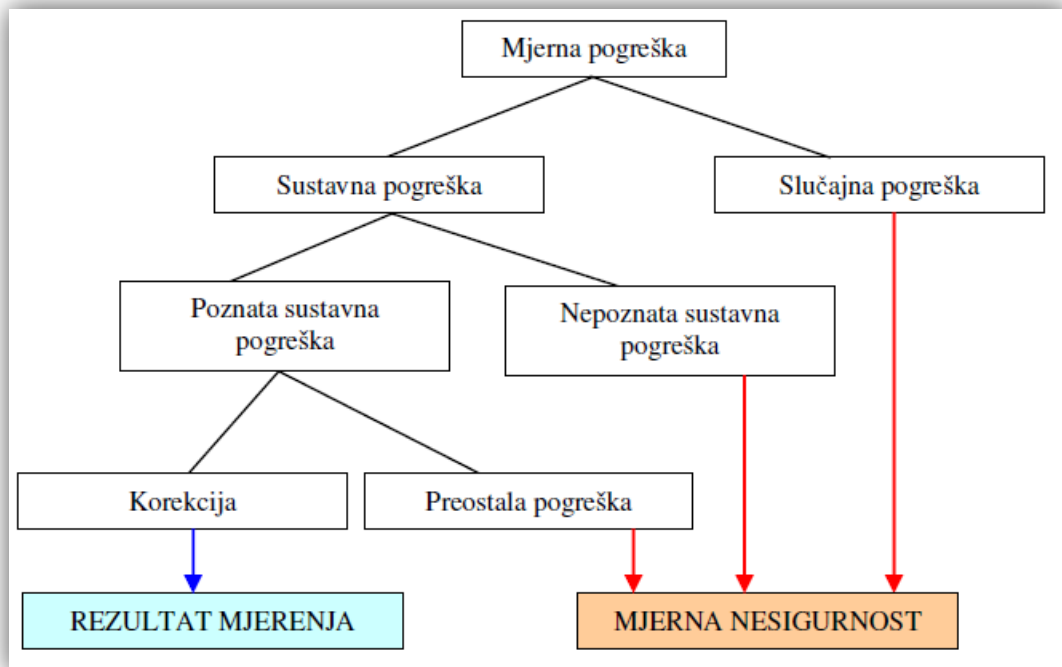 Mjerna pogreška
Sustavna pogreška
Slučajna pogreška
Poznata sustavna
pogreška
Nepoznata sustavna
pogreška
Korekcija
Preostala pogreška
REZULTAT MJERENJA
MJERNA NESIGURNOST